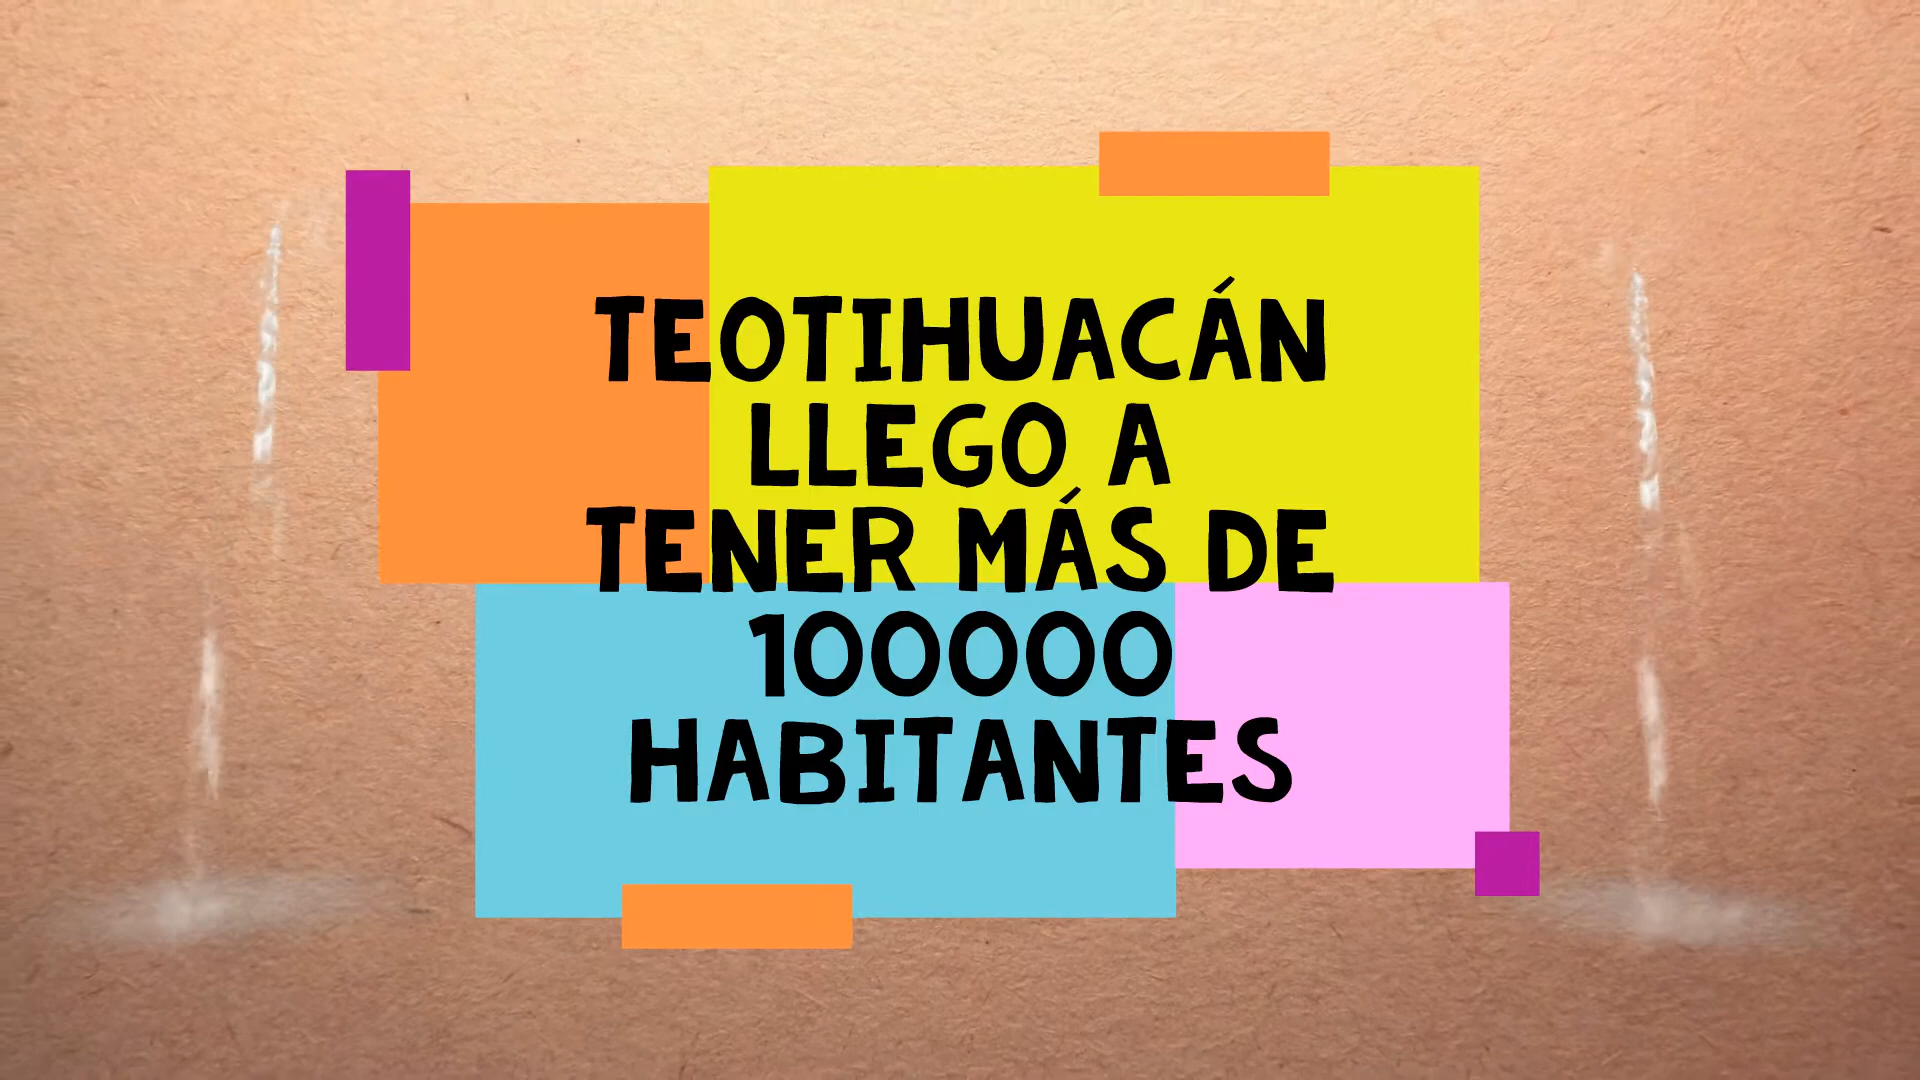 TEOTIHUACÁN
LLEGO A
TENER MÁS DE
100000
HABITANTES